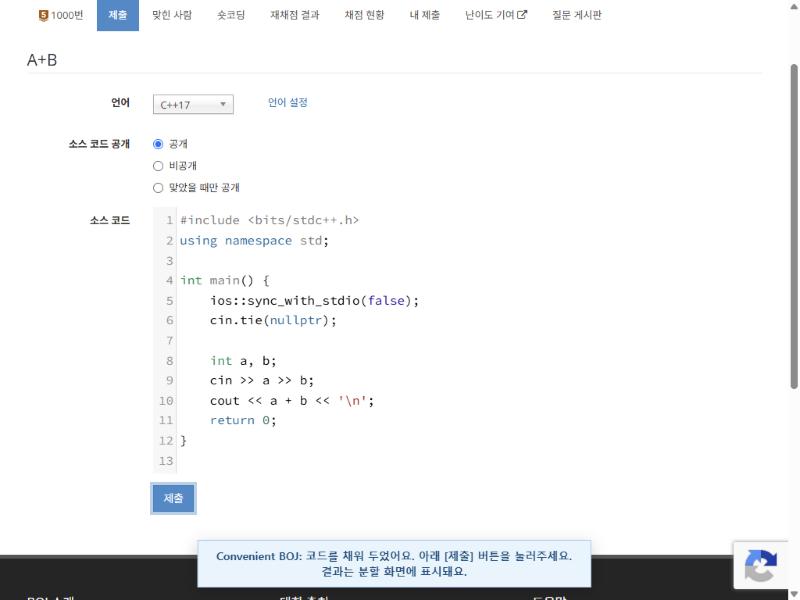 1000번 제출 맞힌 사람 숏코딩 재채점 결과 채점 현황 내 제출 난이도 기여 질문 게시판
A+B
언어 C++17 언어 설정
소스 코드 공개 공개
비공개
맞았을 때만 공개
소스 코드
1 #include <bits/stdc++.h>
2 using namespace std;
3
4 int main() {
5     ios::sync_with_stdio(false);
6     cin.tie(nullptr);
7
8     int a, b;
9     cin >> a >> b;
10     cout << a + b << '\n';
11     return 0;
12 }
13
제출
Convenient BOJ: 코드를 채워 두었어요. 아래 [제출] 버튼을 눌러주세요.
결과는 분할 화면에 표시돼요.